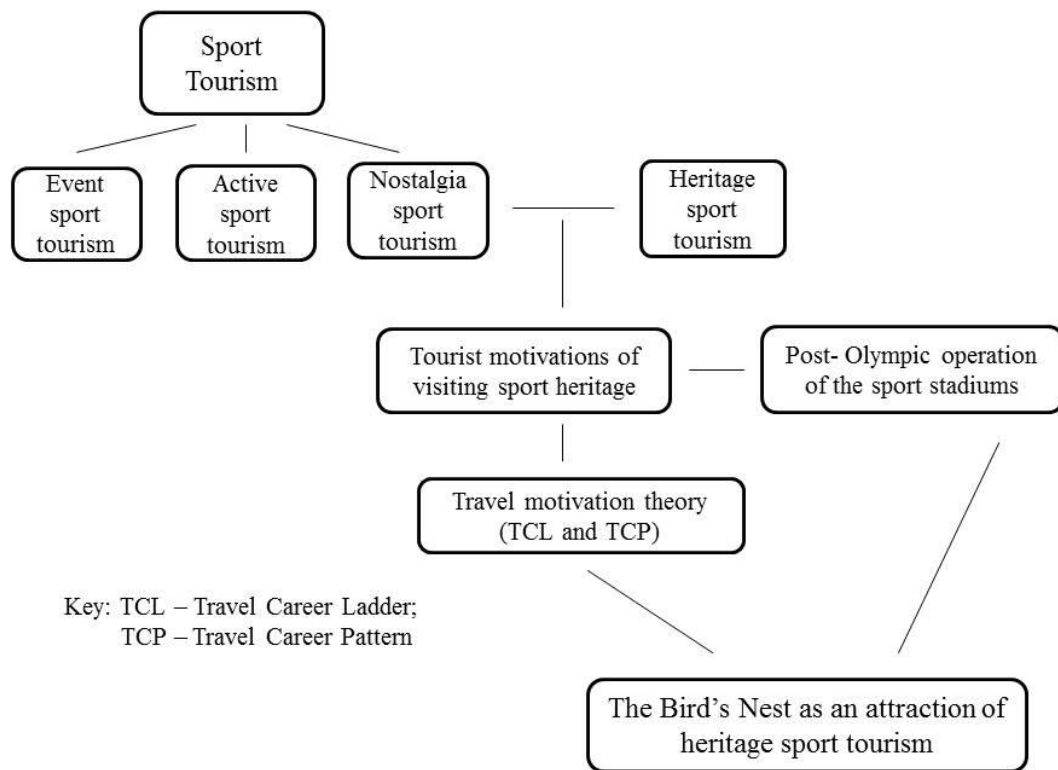 Sport
Tourism
Event
sport
tourism
Active
sport
tourism
Nostalgia
sport
tourism
Heritage
sport
tourism
Tourist motivations of
visiting sport heritage
Post- Olympic operation
of the sport stadiums
Travel motivation theory
(TCL and TCP)
Key: TCL – Travel Career Ladder;
TCP – Travel Career Pattern
The Bird’s Nest as an attraction of
heritage sport tourism